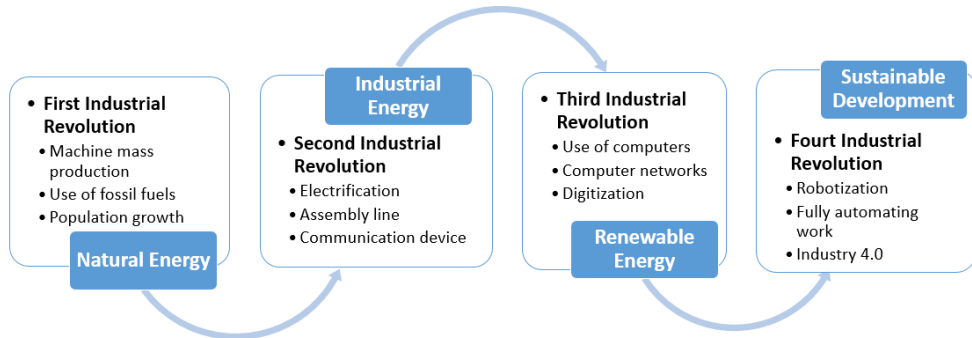 • First Industrial
Revolution
• Machine mass
production
• Use of fossil fuels
• Population growth
Natural Energy
Industrial
Energy
• Second Industrial
Revolution
• Electrification
• Assembly line
• Communication device
• Third Industrial
Revolution
• Use of computers
• Computer networks
• Digitization
Renewable
Energy
Sustainable
Development
• Fourt Industrial
Revolution
• Robotization
• Fully automating
work
• Industry 4.0